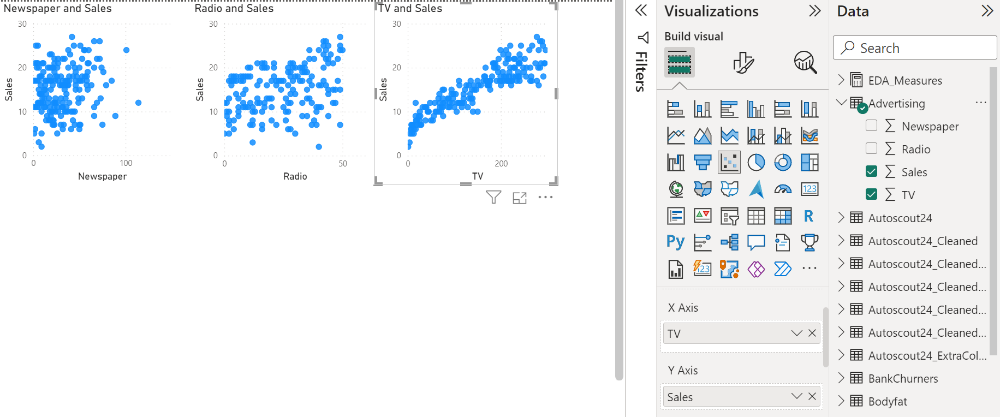 Newspaper and Sales
30
20
10
0
Sales
0
100
Newspaper
Radio and Sales
30
20
10
0
Sales
0
50
Radio
TV and Sales
30
20
10
0
Sales
0
200
TV
Filters
Visualizations
Build visual
123
R
Py
123
X Axis
TV
Y Axis
Sales
Data
Search
EDA_Measures
Advertising
Newspaper
Radio
Sales
TV
Autoscout24
Autoscout24_Cleaned
Autoscout24_Cleaned...
Autoscout24_Cleaned...
Autoscout24_Cleaned...
Autoscout24_Cleaned...
Autoscout24_ExtraCol...
BankChurners
Bodyfat